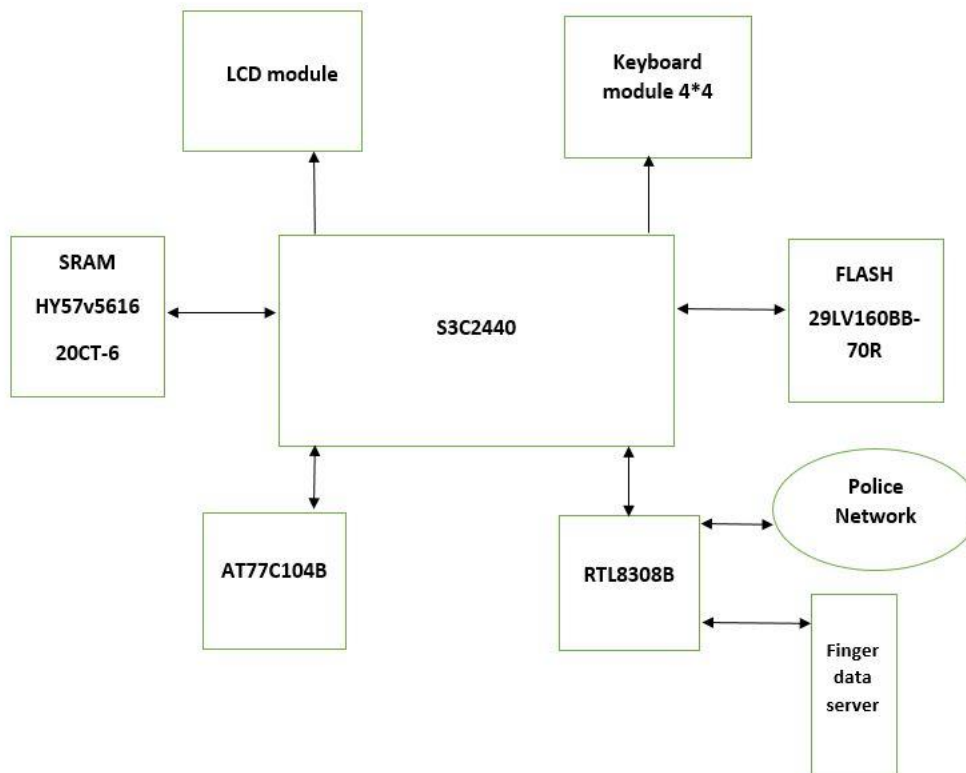 LCD module
Keyboard
module 4*4
SRAM
HY57v5616
20CT-6
S3C2440
FLASH
29LV160BB-
70R
AT77C104B
RTL8308B
Police
Network
Finger
data
server